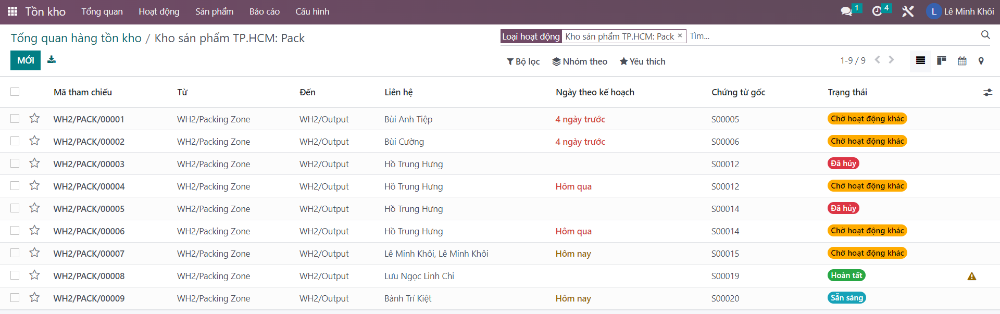 Tồn kho Tổng quan Hoạt động Sản phẩm Báo cáo Cấu hình 1 4 L Lê Minh Khôi
Tổng quan hàng tồn kho / Kho sản phẩm TP.HCM: Pack Loại hoạt động Kho sản phẩm TP.HCM: Pack × Tìm...
MỚI Bộ lọc Nhóm theo Yêu thích 1-9 / 9
Mã tham chiếu Từ Đến Liên hệ Ngày theo kế hoạch Chứng từ gốc Trạng thái
WH2/PACK/00001 WH2/Packing Zone WH2/Output Bùi Anh Tiệp 4 ngày trước S00005 Chờ hoạt động khác
WH2/PACK/00002 WH2/Packing Zone WH2/Output Bùi Cường 4 ngày trước S00006 Chờ hoạt động khác
WH2/PACK/00003 WH2/Packing Zone WH2/Output Hồ Trung Hưng S00012 Đã hủy
WH2/PACK/00004 WH2/Packing Zone WH2/Output Hồ Trung Hưng Hôm qua S00012 Chờ hoạt động khác
WH2/PACK/00005 WH2/Packing Zone WH2/Output Hồ Trung Hưng S00014 Đã hủy
WH2/PACK/00006 WH2/Packing Zone WH2/Output Hồ Trung Hưng Hôm qua S00014 Chờ hoạt động khác
WH2/PACK/00007 WH2/Packing Zone WH2/Output Lê Minh Khôi, Lê Minh Khôi Hôm nay S00015 Chờ hoạt động khác
WH2/PACK/00008 WH2/Packing Zone WH2/Output Lưu Ngọc Linh Chi S00019 Hoàn tất
WH2/PACK/00009 WH2/Packing Zone WH2/Output Bành Trí Kiệt Hôm nay S00020 Sẵn sàng